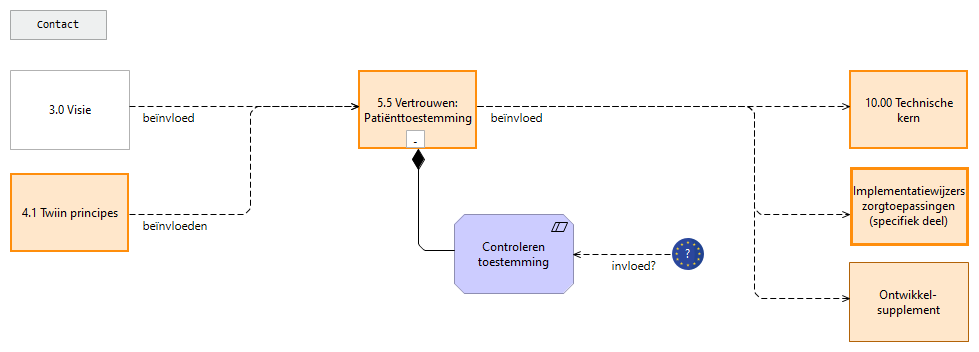 Contact
3.0 Visie
beïnvloed
4.1 Twiin principes
beïnvloeden
5.5 Vertrouwen:
Patiënttoestemming
-
beïnvloed
Controleren
toestemming
invloed?
?
10.00 Technische
kern
Implementatiewijzers
zorgtoepassingen
(specifiek deel)
Ontwikkel-
supplement